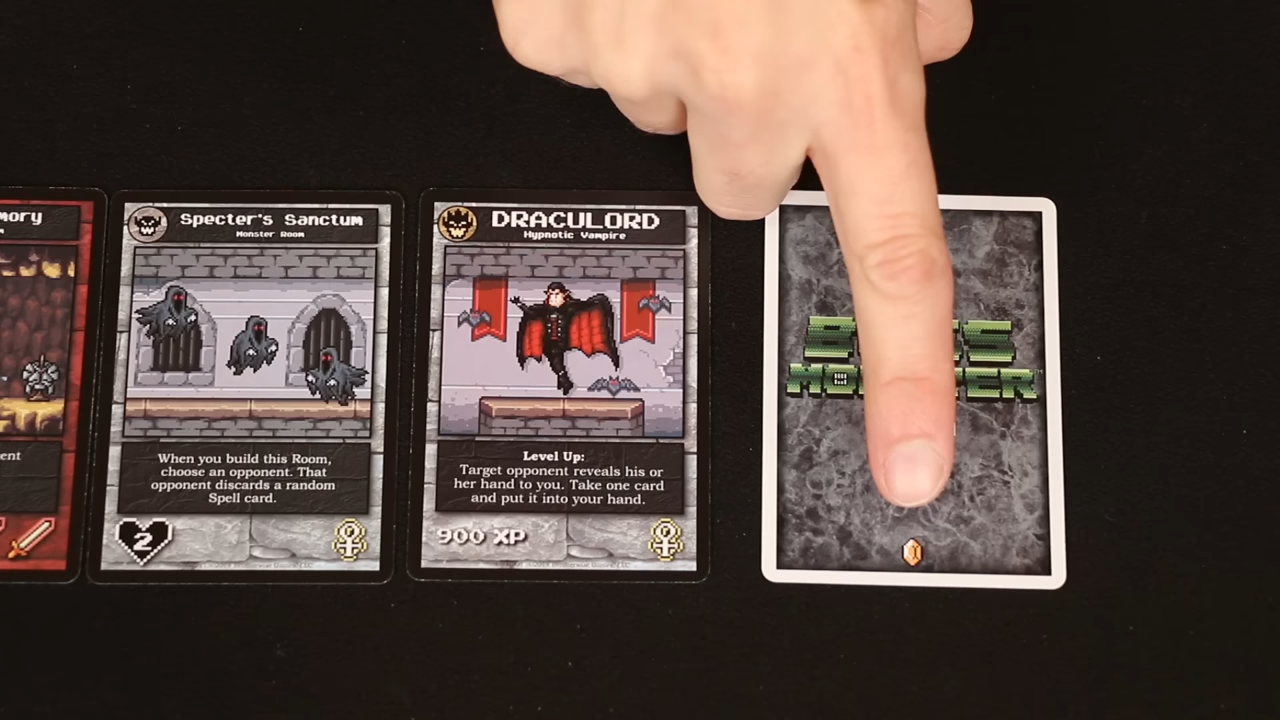 mory
m
ent
Specter's Sanctum
Monster Room
When you build this Room,
choose an opponent. That
opponent discards a random
Spell card.
2
DRACULORD
Hypnotic Vampire
Level Up:
Target opponent reveals his or
her hand to you. Take one card
and put it into your hand.
900 XP